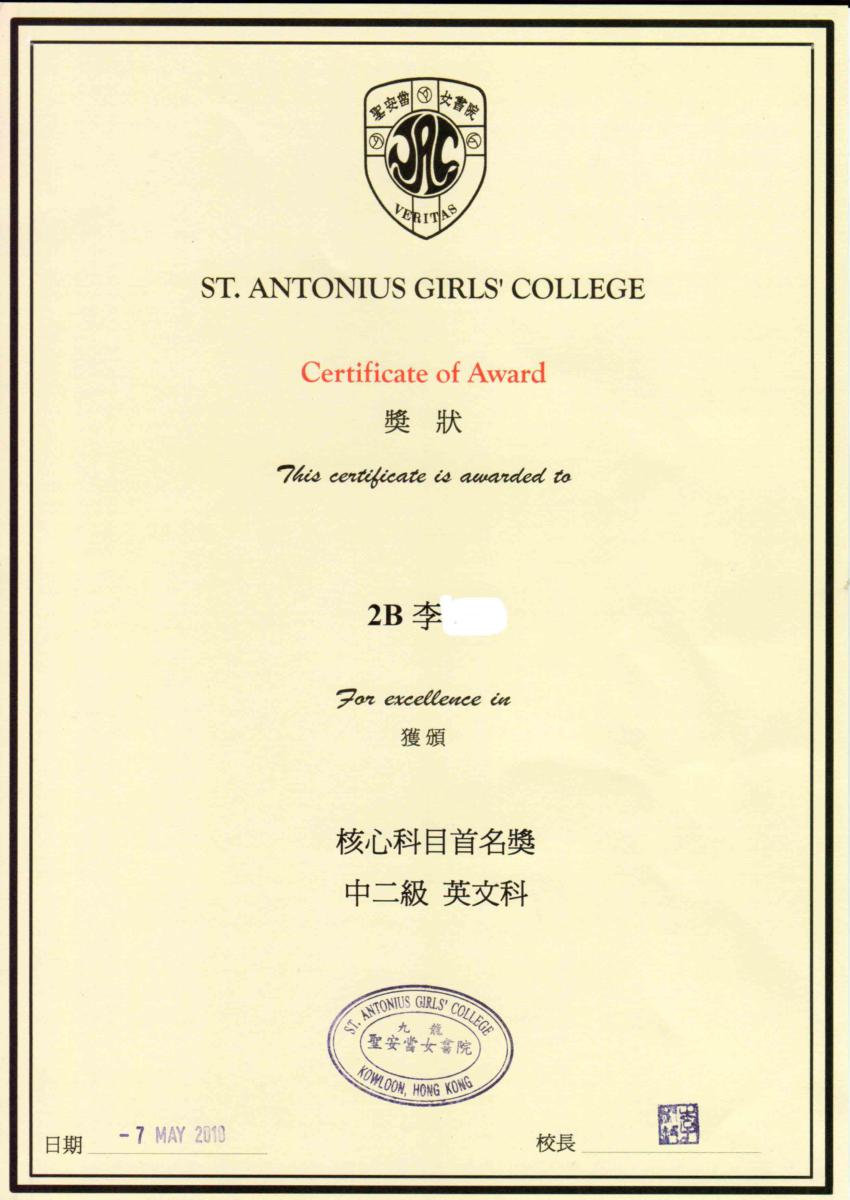 聖安當女書院
VERITAS
ST. ANTONIUS GIRLS' COLLEGE
Certificate of Award
獎 狀
This certificate is awarded to
2B 李
For excellence in
獲頒
核心科目首名獎
中二級 英文科
ST. ANTONIUS GIRLS' COLLEGE
九龍
聖安當女書院
KOWLOON, HONG KONG
日期 - 7 MAY 2010
校長